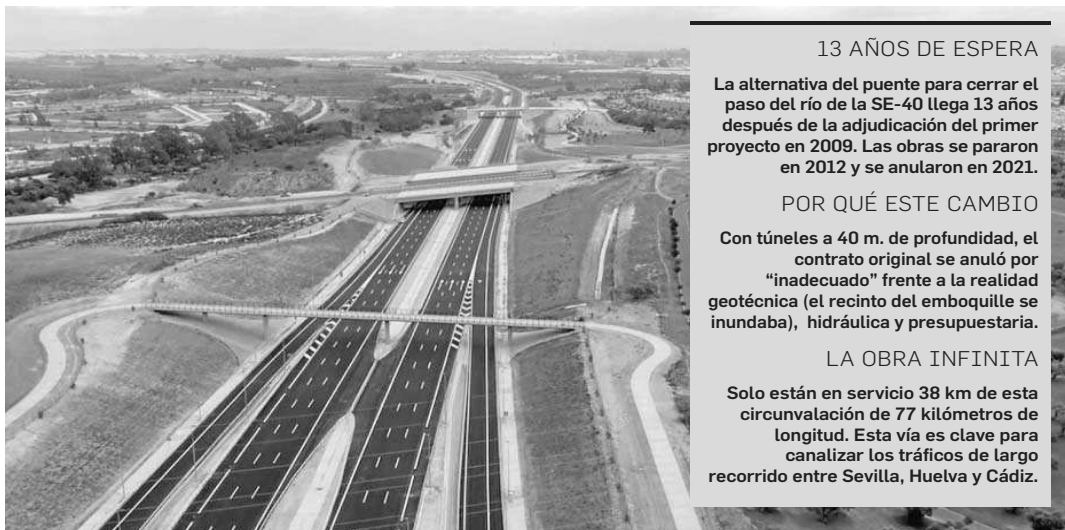 13 AÑOS DE ESPERA
La alternativa del puente para cerrar el
paso del río de la SE-40 llega 13 años
después de la adjudicación del primer
proyecto en 2009. Las obras se pararon
en 2012 y se anularon en 2021.
POR QUÉ ESTE CAMBIO
Con túneles a 40 m. de profundidad, el
contrato original se anuló por
“inadecuado” frente a la realidad
geotécnica (el recinto del emboquille se
inundaba), hidráulica y presupuestaria.
LA OBRA INFINITA
Solo están en servicio 38 km de esta
circunvalación de 77 kilómetros de
longitud. Esta vía es clave para
canalizar los tráficos de largo
recorrido entre Sevilla, Huelva y Cádiz.